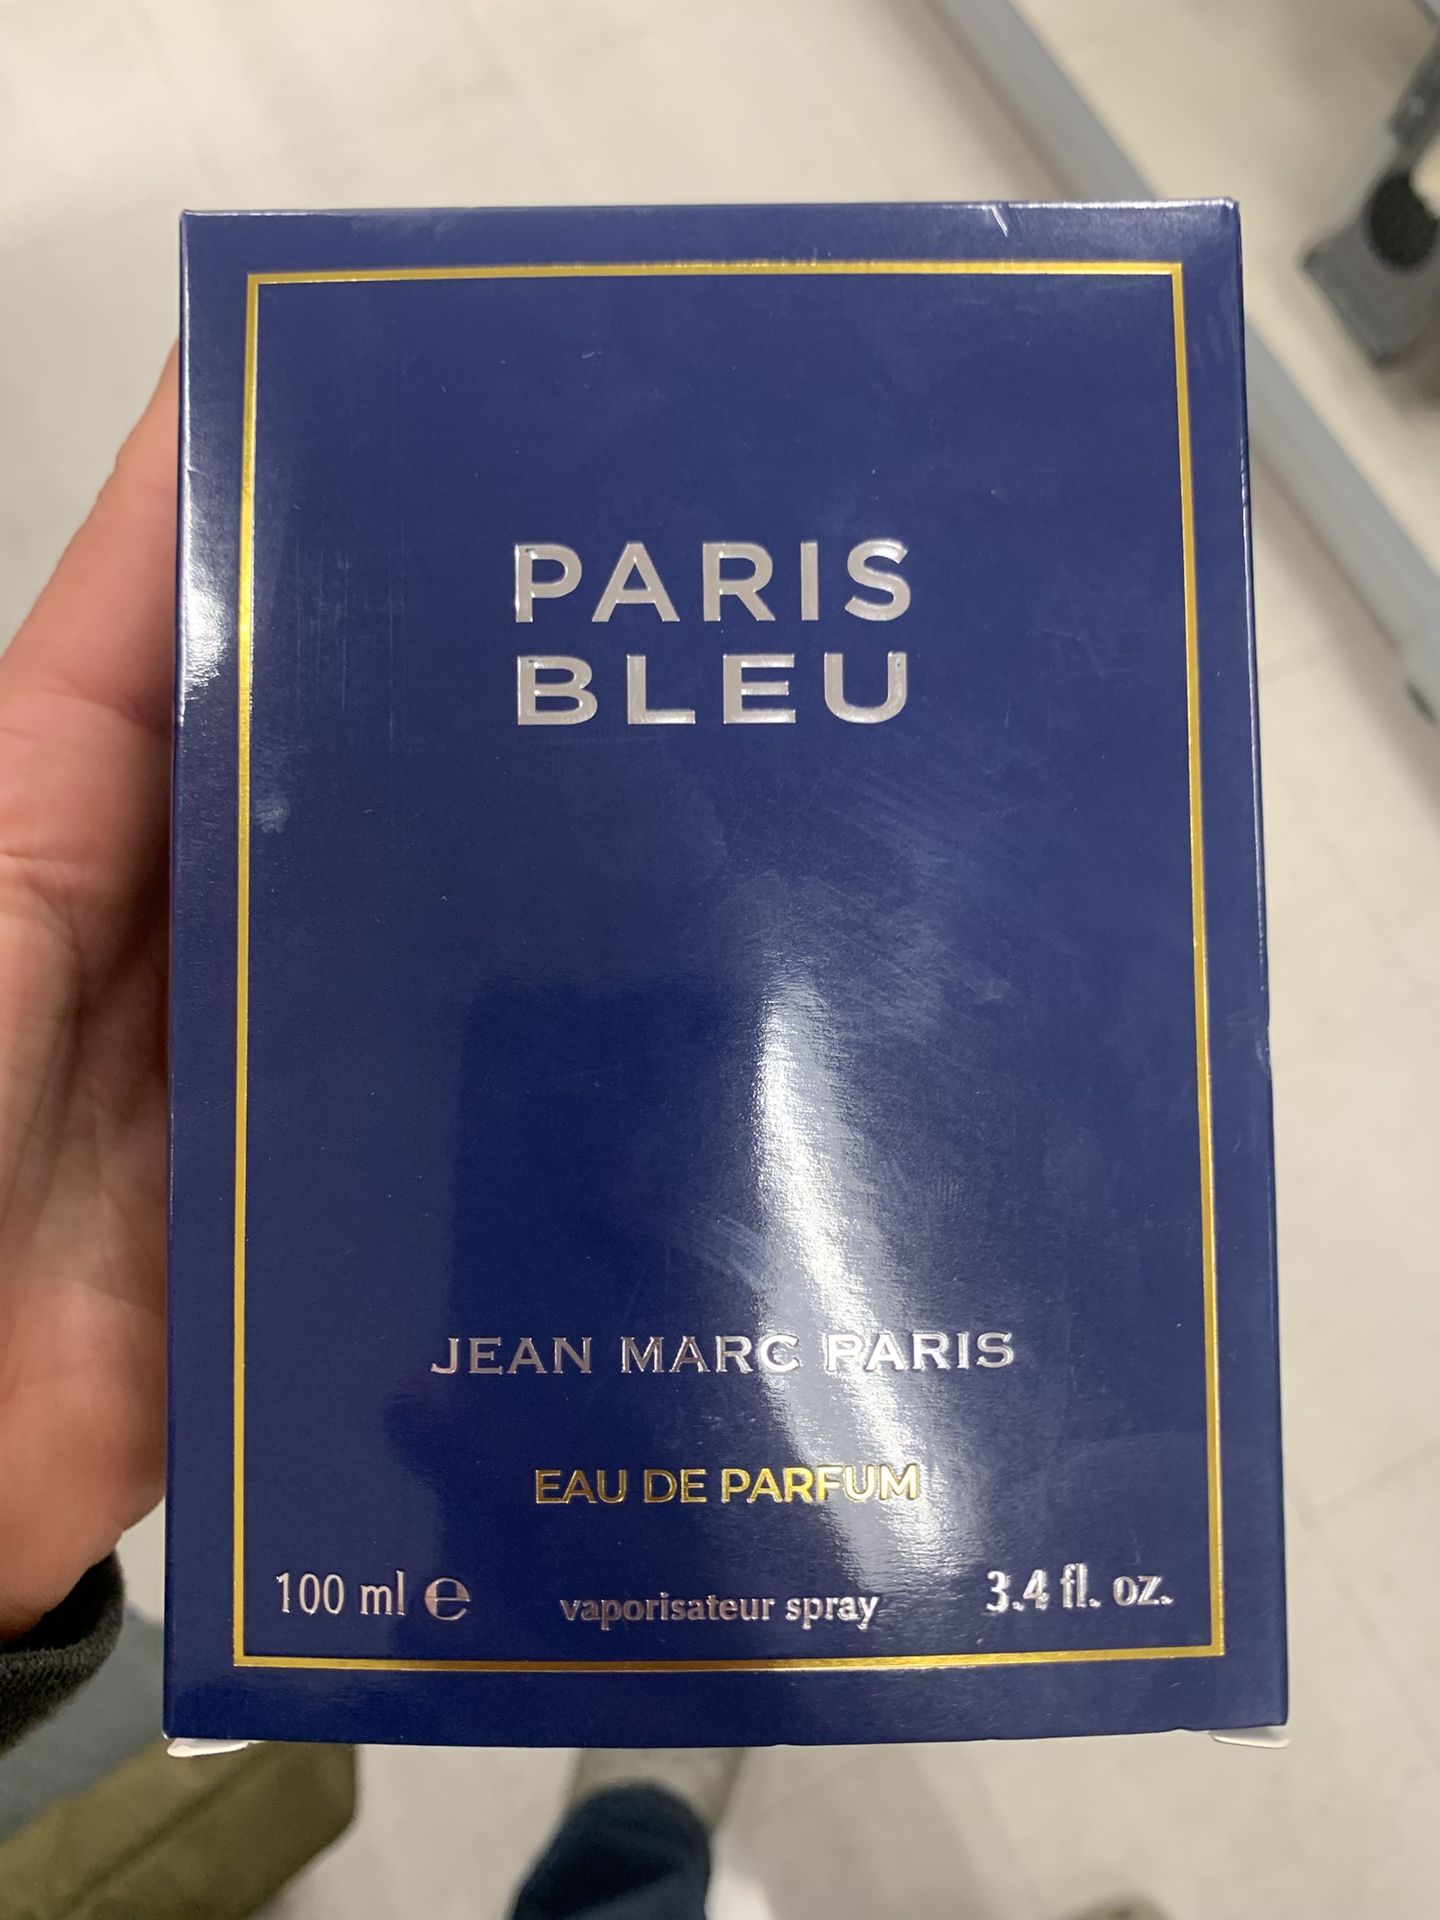 PARIS
BLEU
JEAN MARC PARIS
EAU DE PARFUM
100 ml ℮ vaporisateur spray 3.4 fl. oz.